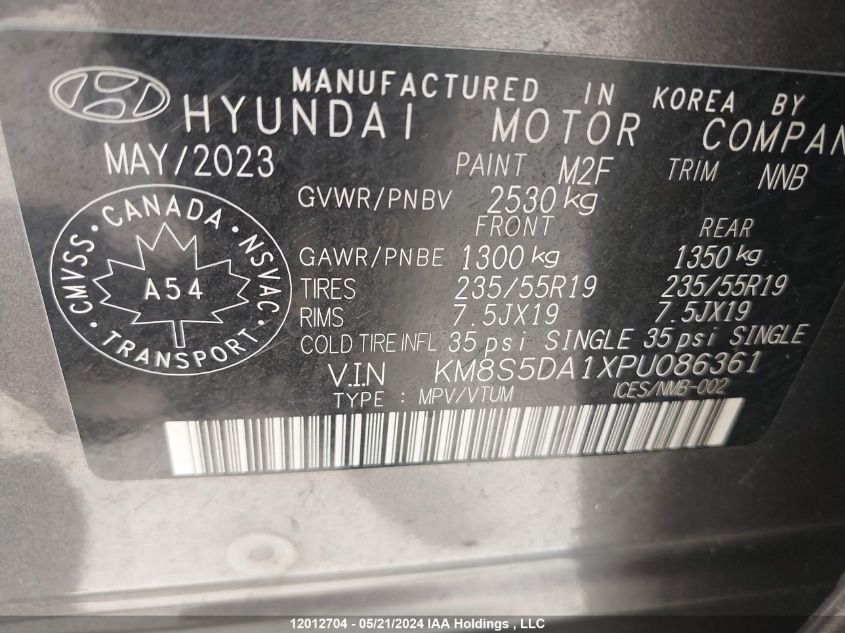 MANUFACTURED IN KOREA BY
HYUNDAI MOTOR COMPAN
MAY/2023 PAINT M2F TRIM NNB
GVWR/PNBV 2530 kg
FRONT REAR
GAWR/PNBE 1300 kg 1350 kg
TIRES 235/55R19 235/55R19
RIMS 7.5JX19 7.5JX19
COLD TIRE INFL 35 psi SINGLE 35 psi SINGLE
V.I.N KM8S5DA1XPU086361
TYPE : MPV/VTUM ICES/NMB-002
CMVSS · CANADA · NSVAC · TRANSPORT ·
A54
12012704 - 05/21/2024 IAA Holdings , LLC